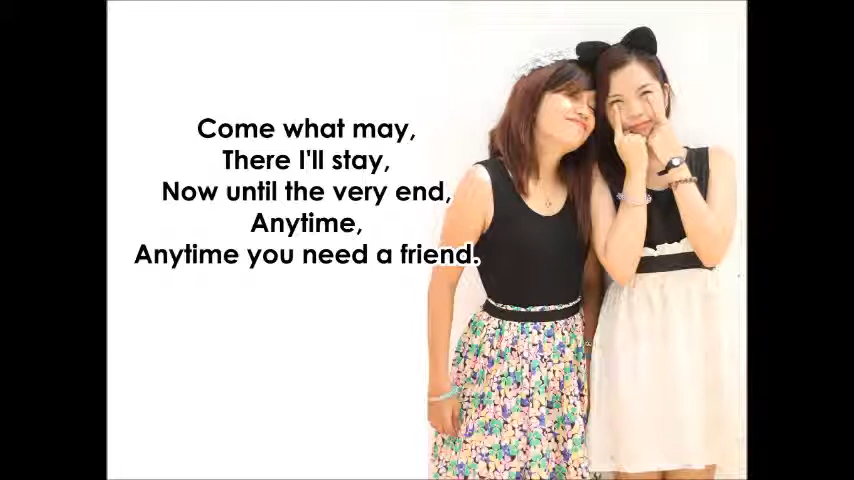 Come what may,
There I'll stay,
Now until the very end,
Anytime,
Anytime you need a friend.